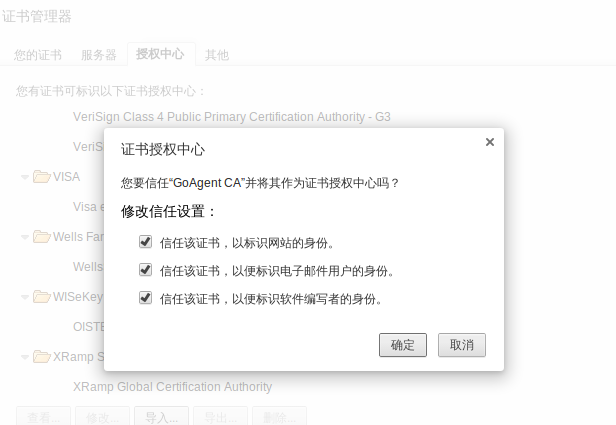 证书管理器
您的证书 服务器 授权中心 其他
您有证书可标识以下证书授权中心：
VeriSign Class 4 Public Primary Certification Authority - G3
VeriS
VISA
Visa e
Wells Far
Wells
WISeKey
OISTE
XRamp S
XRamp Global Certification Authority
查看... 修改... 导入... 导出... 删除...
证书授权中心
×
您要信任“GoAgent CA”并将其作为证书授权中心吗？
修改信任设置：
信任该证书，以标识网站的身份。
信任该证书，以便标识电子邮件用户的身份。
信任该证书，以便标识软件编写者的身份。
确定 取消